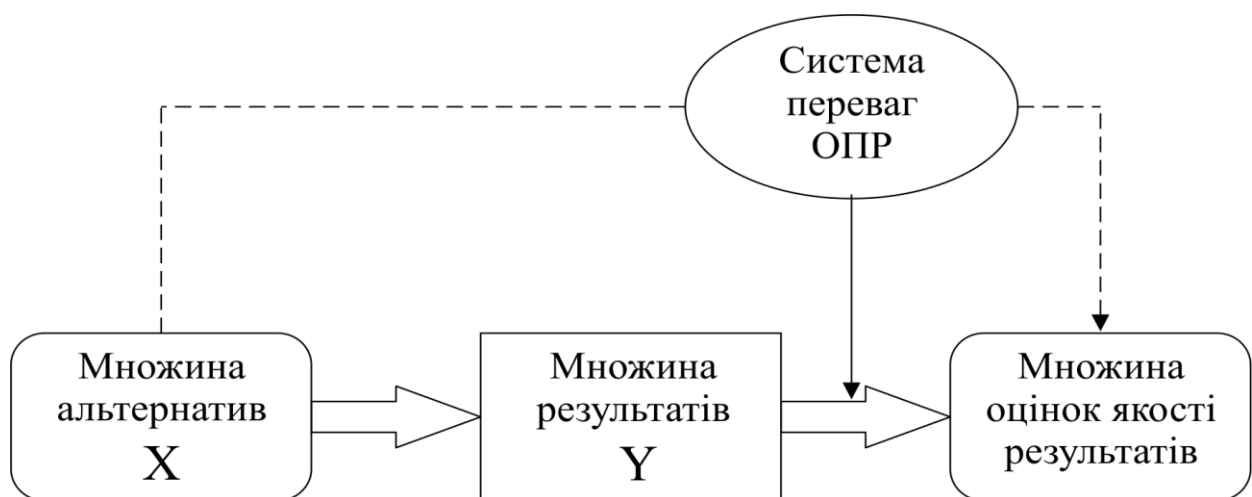 Система
переваг
ОПР
Множина
альтернатив
X
Множина
результатів
Y
Множина
оцінок якості
результатів